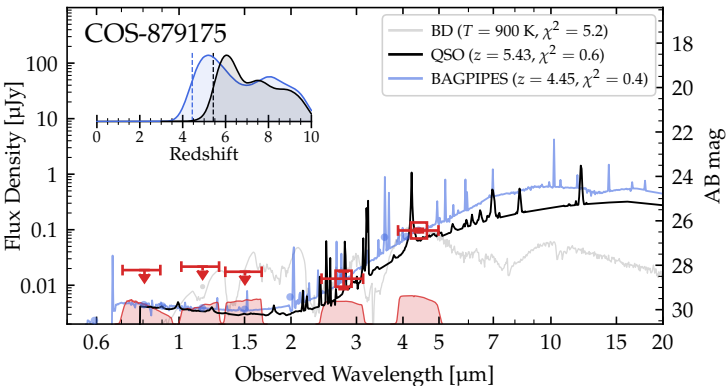 COS-879175
BD (T = 900 K, χ² = 5.2)
QSO (z = 5.43, χ² = 0.6)
BAGPIPES (z = 4.45, χ² = 0.4)
Flux Density [μJy]
100
10
1
0.1
0.01
0 2 4 6 8 10
Redshift
AB mag
18
20
22
24
26
28
30
0.6 1 1.5 2 3 4 5 7 10 15 20
Observed Wavelength [μm]